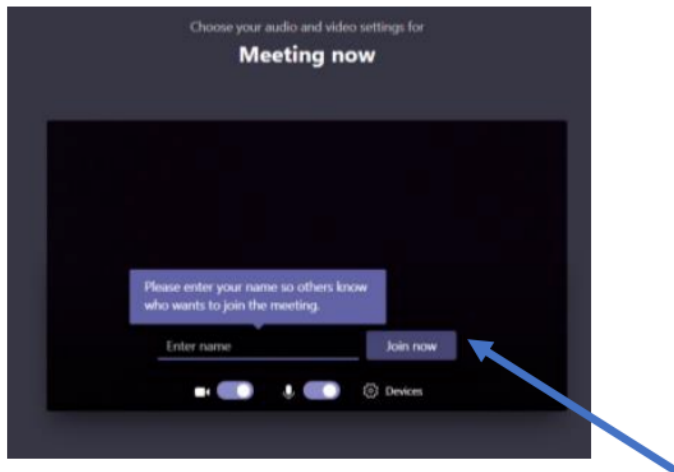 Choose your audio and video settings for
Meeting now
Please enter your name so others know
who wants to join the meeting.
Enter name
Join now
Devices